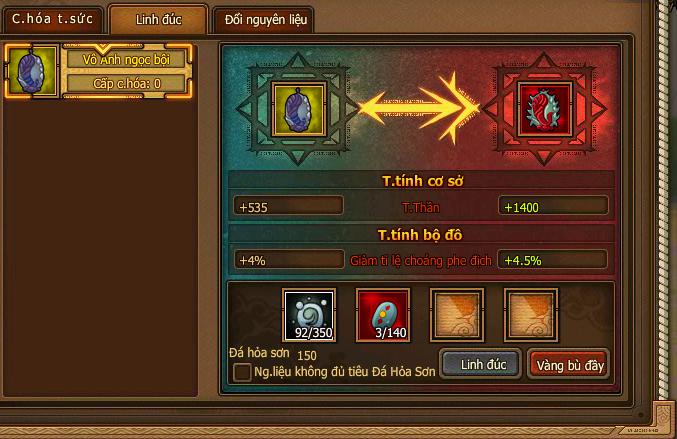 C.hóa t.sức
Linh đúc
Đổi nguyên liệu
Vô Ảnh ngọc bội
Cấp c.hóa: 0
T.tính cơ sở
+535 T.Thần +1400
T.tính bộ đồ
+4% Giảm tỉ lệ choáng phe địch +4.5%
92/350 3/140
Đá hỏa sơn 150
Ng.liệu không đủ tiêu Đá Hỏa Sơn
Linh đúc
Vàng bù đầy